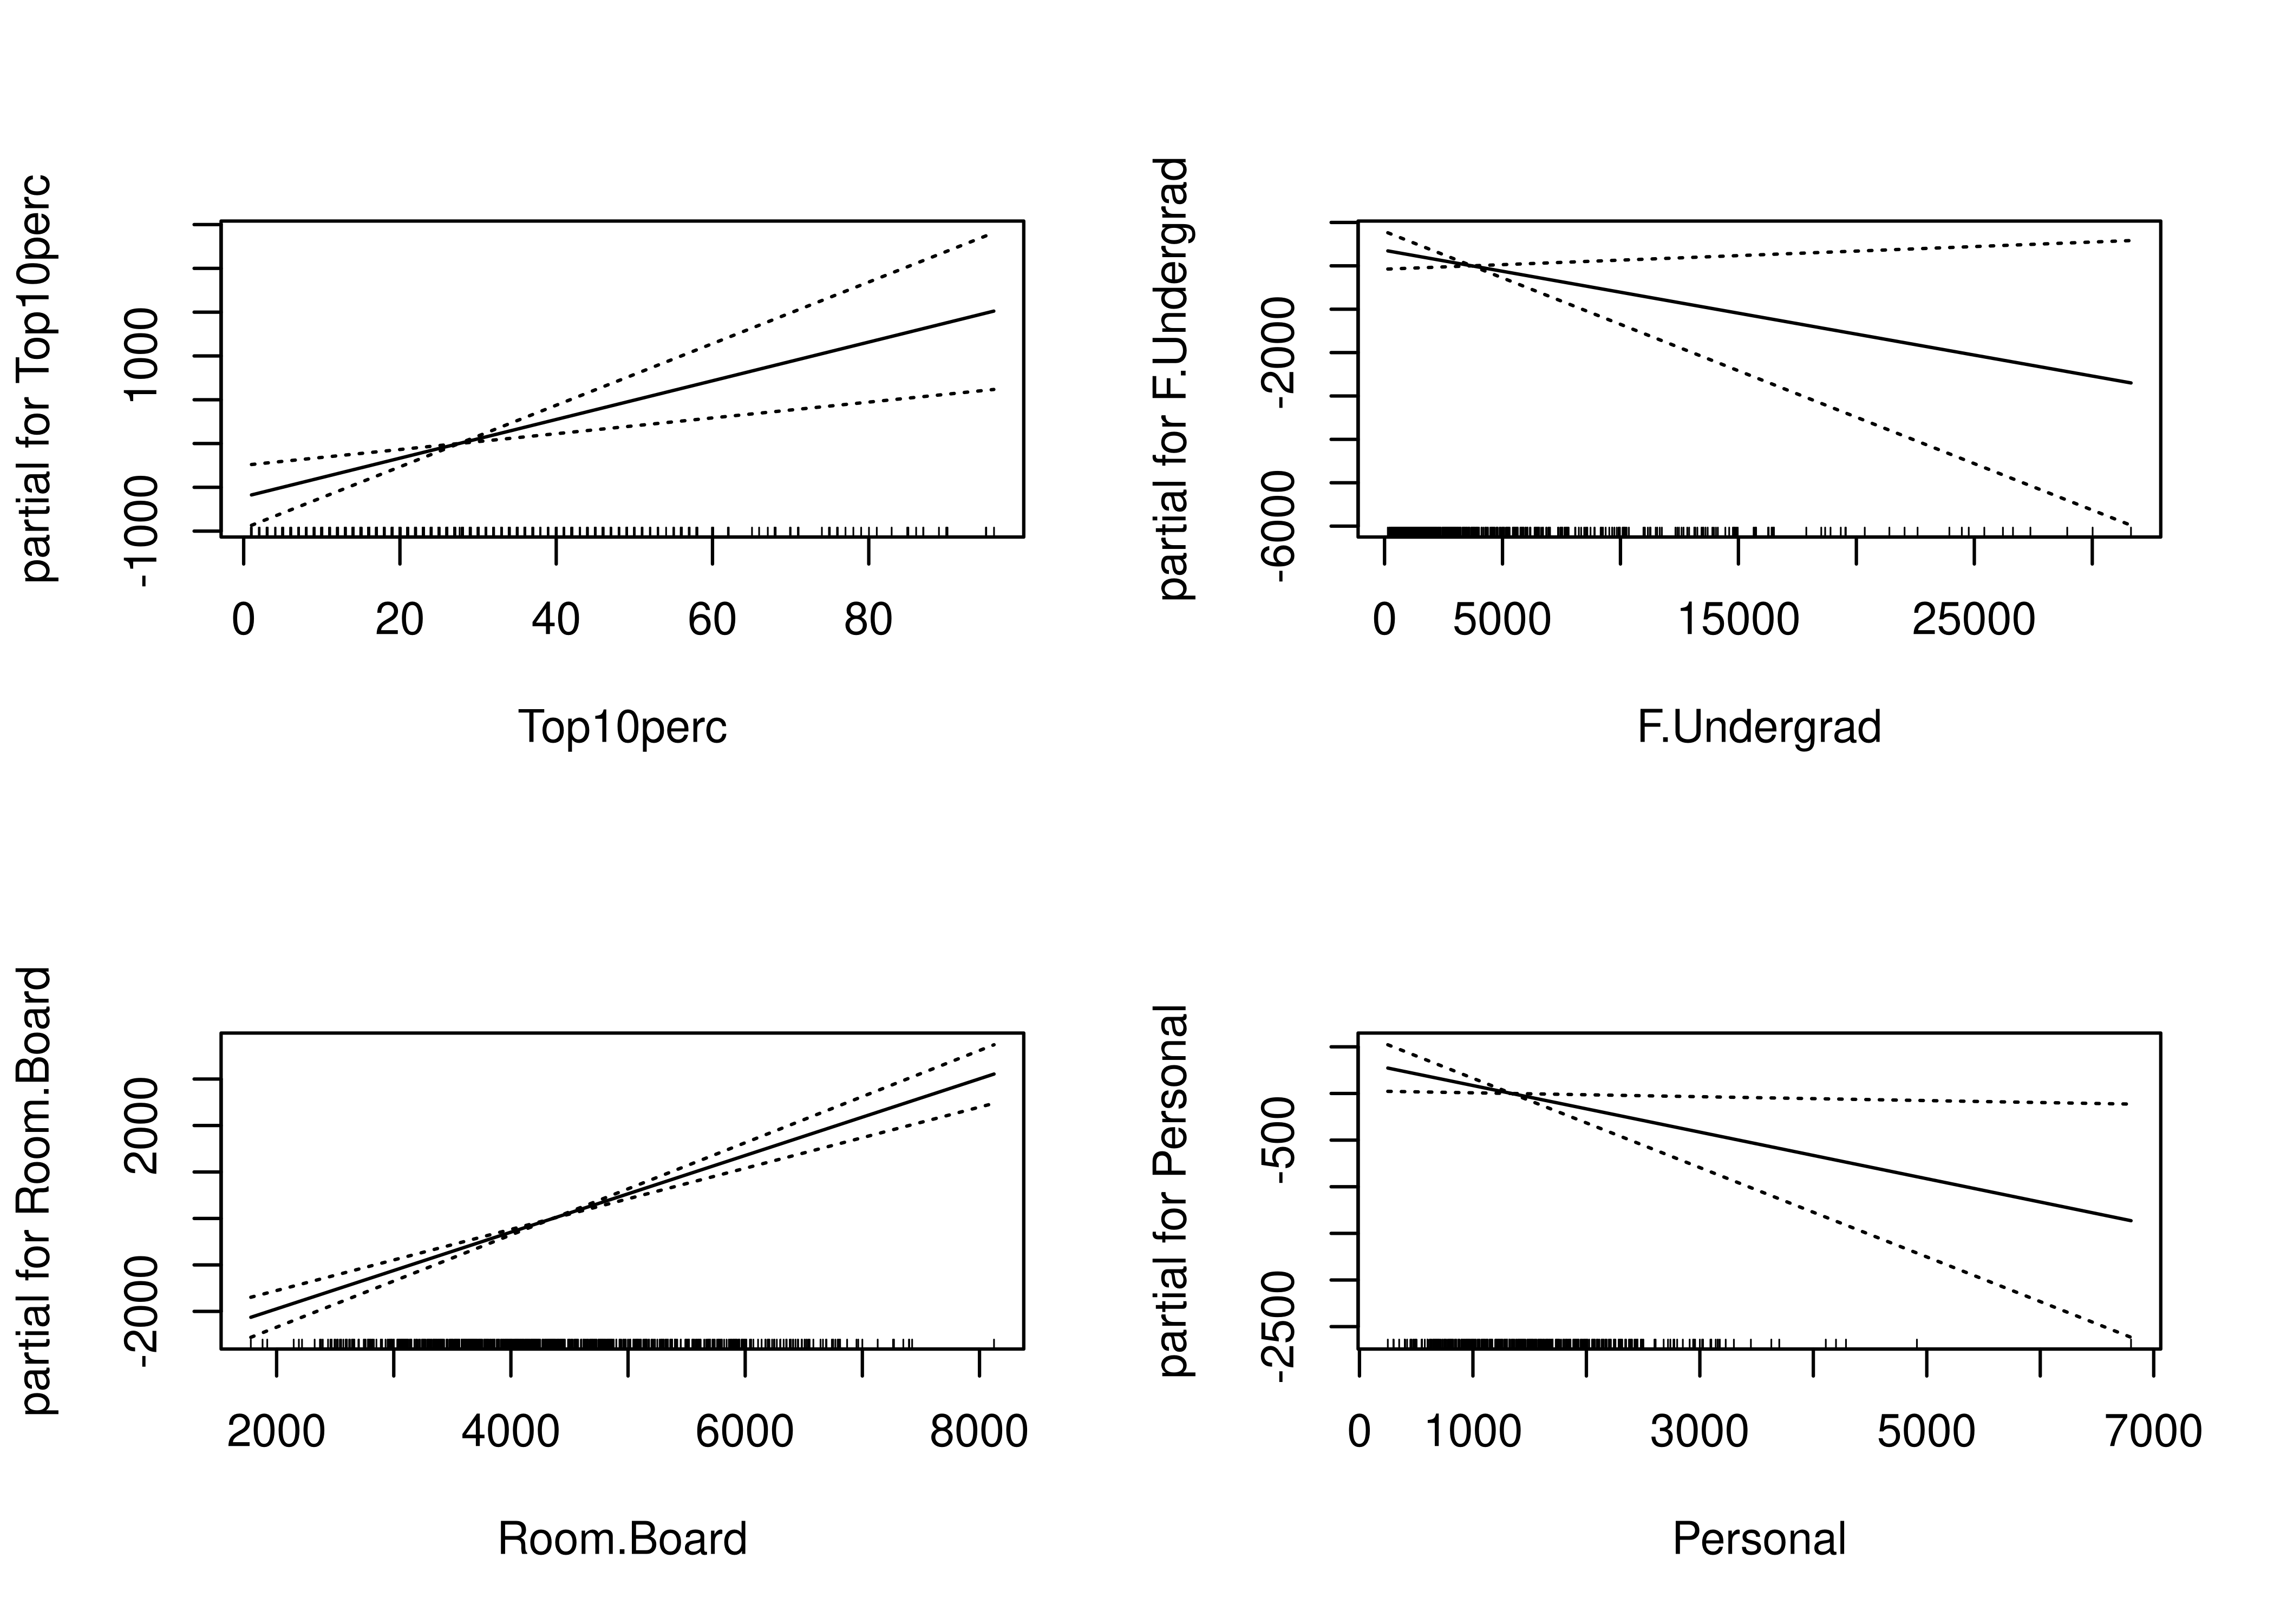 partial for Top10perc
-1000 1000
0 20 40 60 80
Top10perc
partial for F.Undergrad
-6000 -2000
0 5000 15000 25000
F.Undergrad
partial for Room.Board
-2000 2000
2000 4000 6000 8000
Room.Board
partial for Personal
-2500 -500
0 1000 3000 5000 7000
Personal